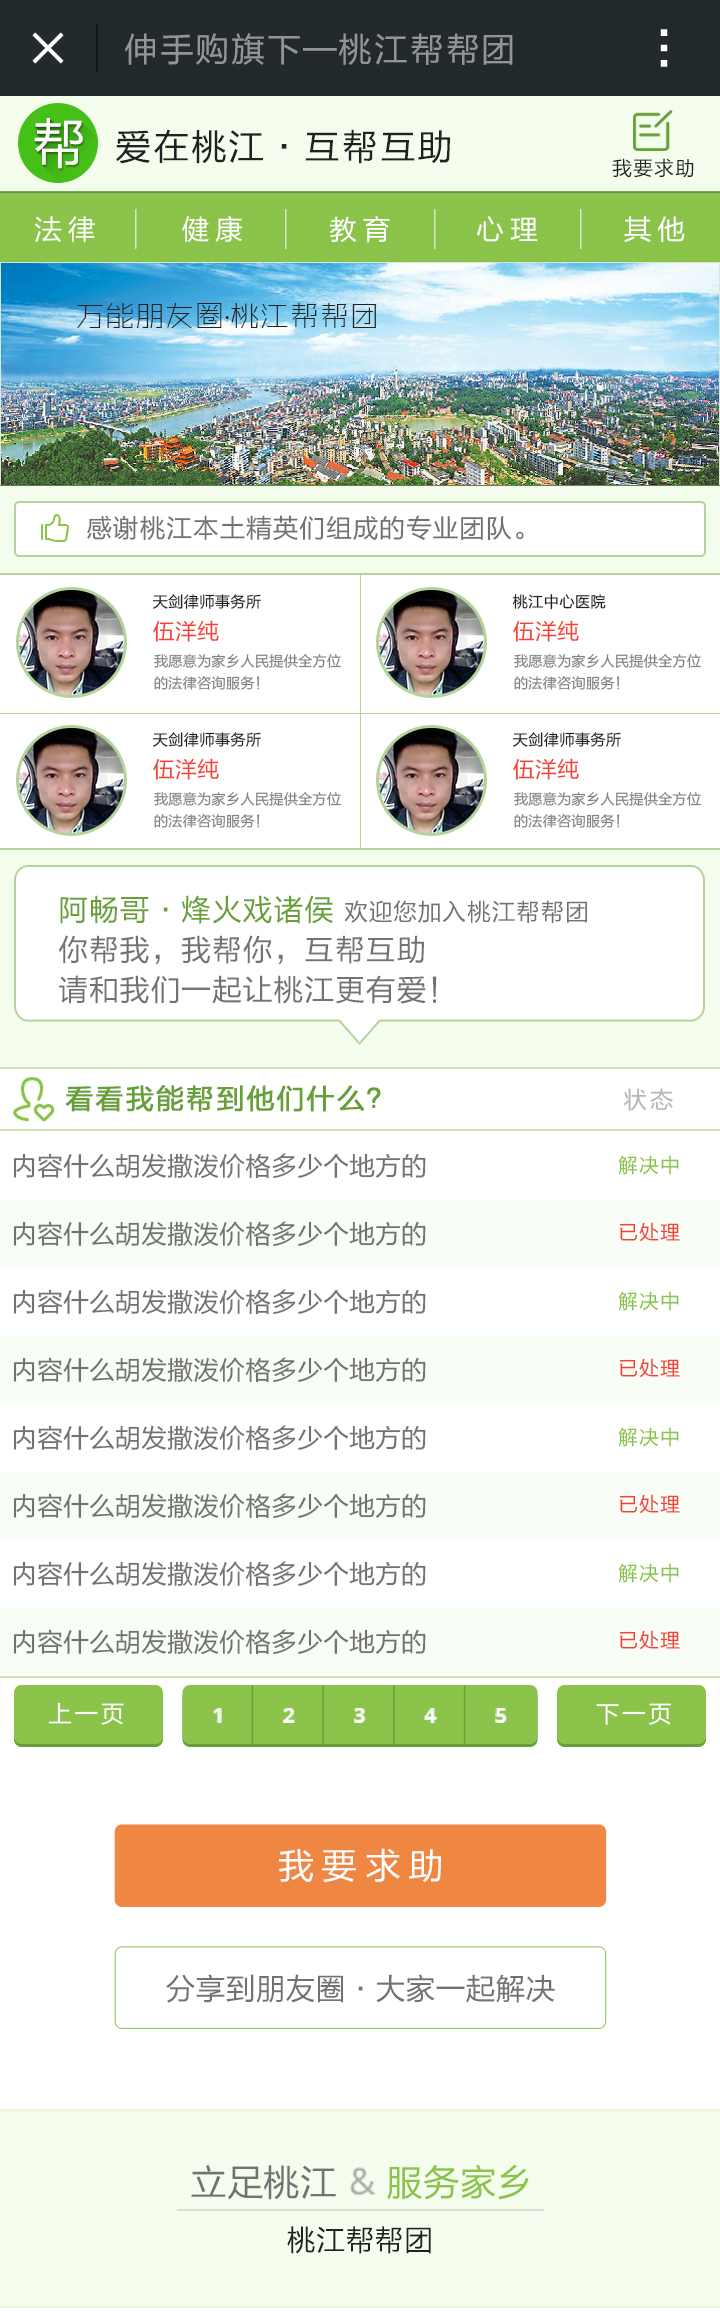 伸手购旗下—桃江帮帮团
帮
爱在桃江·互帮互助
我要求助
法律 健康 教育 心理 其他
万能朋友圈·桃江帮帮团
感谢桃江本土精英们组成的专业团队。
天剑律师事务所
伍洋纯
我愿意为家乡人民提供全方位
的法律咨询服务!
桃江中心医院
伍洋纯
我愿意为家乡人民提供全方位
的法律咨询服务!
天剑律师事务所
伍洋纯
我愿意为家乡人民提供全方位
的法律咨询服务!
天剑律师事务所
伍洋纯
我愿意为家乡人民提供全方位
的法律咨询服务!
阿畅哥·烽火戏诸侯 欢迎您加入桃江帮帮团
你帮我，我帮你，互帮互助
请和我们一起让桃江更有爱!
看看我能帮到他们什么? 状态
内容什么胡发撒泼价格多少个地方的 解决中
内容什么胡发撒泼价格多少个地方的 已处理
内容什么胡发撒泼价格多少个地方的 解决中
内容什么胡发撒泼价格多少个地方的 已处理
内容什么胡发撒泼价格多少个地方的 解决中
内容什么胡发撒泼价格多少个地方的 已处理
内容什么胡发撒泼价格多少个地方的 解决中
内容什么胡发撒泼价格多少个地方的 已处理
上一页 1 2 3 4 5 下一页
我要求助
分享到朋友圈·大家一起解决
立足桃江 & 服务家乡
桃江帮帮团